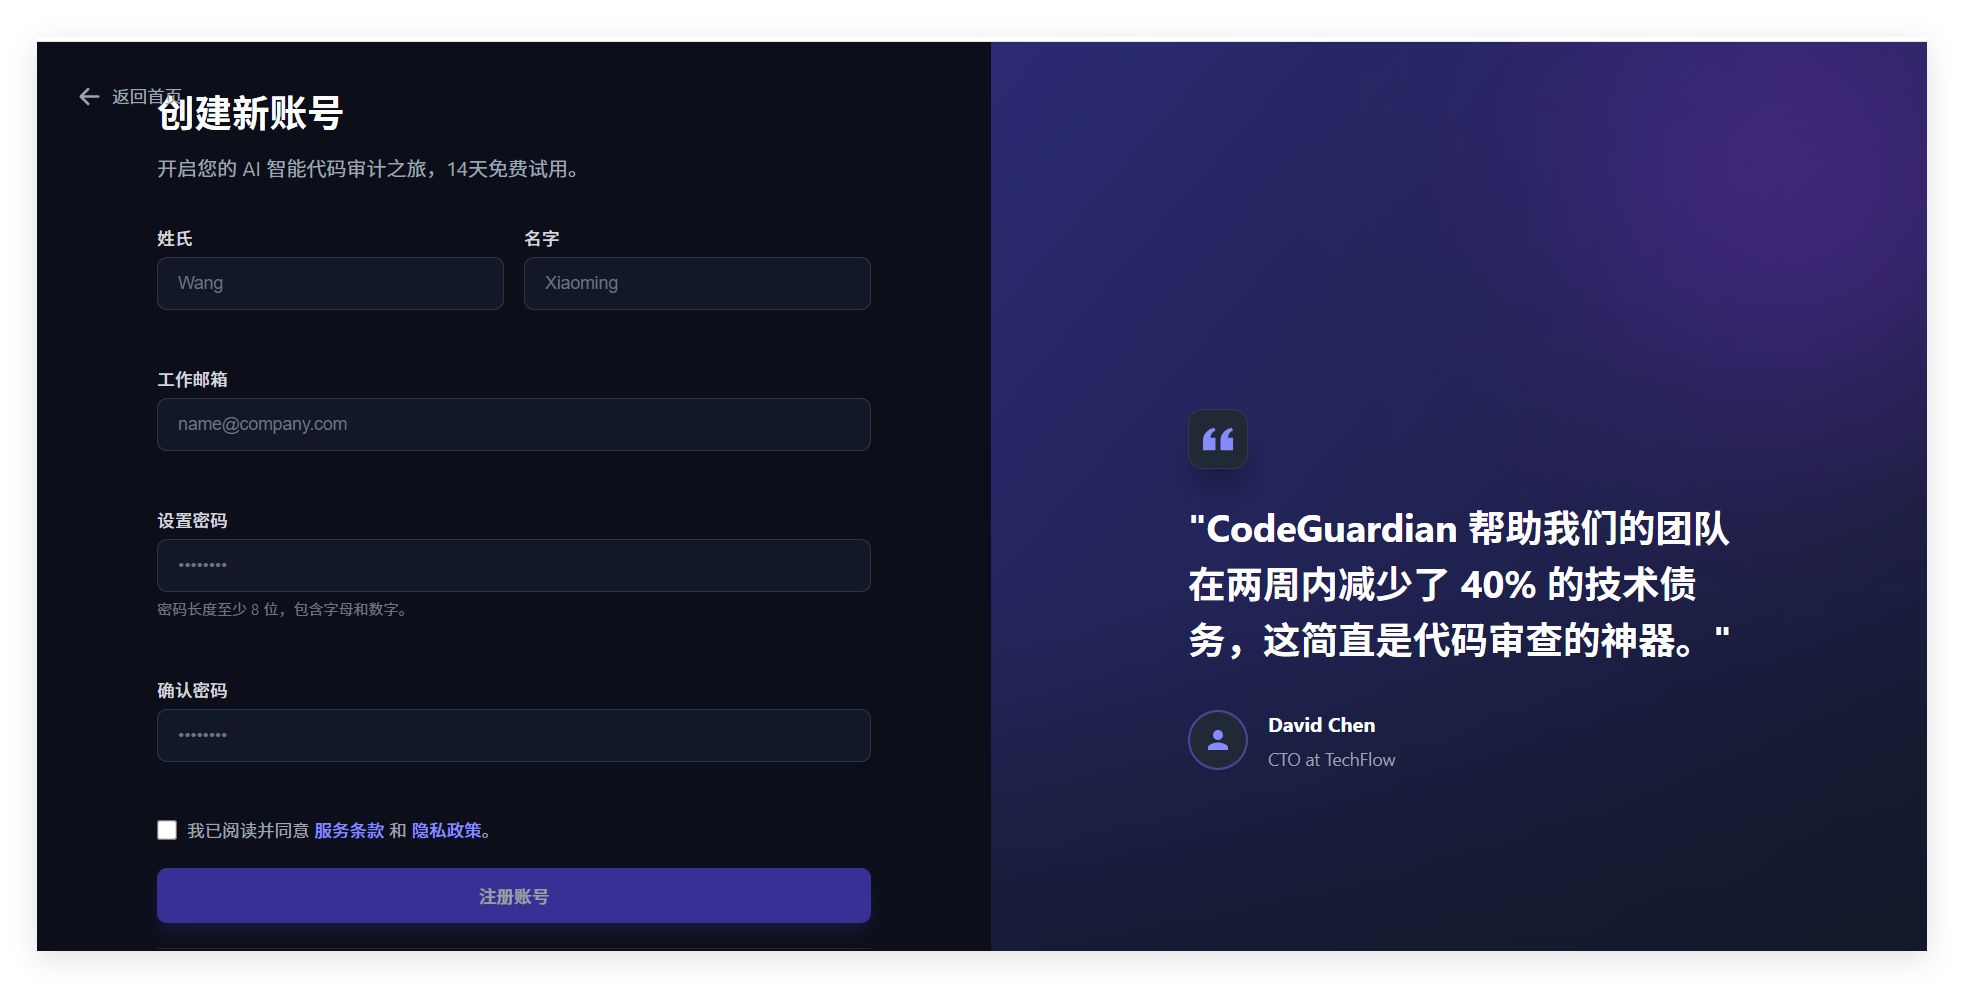 返回首页
创建新账号
开启您的 AI 智能代码审计之旅，14天免费试用。
姓氏
名字
Wang
Xiaoming
工作邮箱
name@company.com
设置密码
••••••••
密码长度至少 8 位，包含字母和数字。
确认密码
••••••••
我已阅读并同意 服务条款 和 隐私政策。
注册账号
"CodeGuardian 帮助我们的团队
在两周内减少了 40% 的技术债
务，这简直是代码审查的神器。"
David Chen
CTO at TechFlow